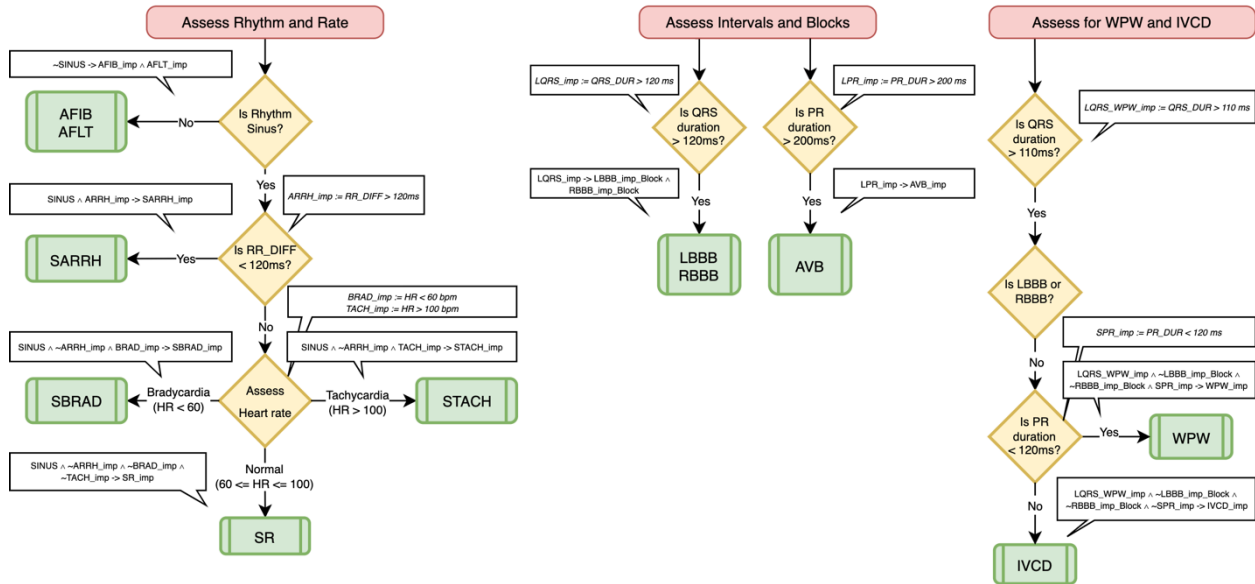 Assess Rhythm and Rate
~SINUS -> AFIB_imp ∧ AFLT_imp
AFIB
AFLT
No
Is Rhythm
Sinus?
Yes
SINUS ∧ ARRH_imp -> SARRH_imp
ARRH_imp := RR_DIFF > 120ms
SARRH
Yes
Is RR_DIFF
< 120ms?
No
BRAD_imp := HR < 60 bpm
TACH_imp := HR > 100 bpm
SINUS ∧ ~ARRH_imp ∧ BRAD_imp -> SBRAD_imp
SINUS ∧ ~ARRH_imp ∧ TACH_imp -> STACH_imp
SBRAD
Bradycardia
(HR < 60)
Assess
Heart rate
Tachycardia
(HR > 100)
STACH
SINUS ∧ ~ARRH_imp ∧ ~BRAD_imp ∧
~TACH_imp -> SR_imp
Normal
(60 <= HR <= 100)
SR
Assess Intervals and Blocks
LQRS_imp := QRS_DUR > 120 ms
LPR_imp := PR_DUR > 200 ms
Is QRS
duration
> 120ms?
Is PR
duration
> 200ms?
LQRS_imp -> LBBB_imp_Block ∧
RBBB_imp_Block
LPR_imp -> AVB_imp
Yes
Yes
LBBB
RBBB
AVB
Assess for WPW and IVCD
LQRS_WPW_imp := QRS_DUR > 110 ms
Is QRS
duration
> 110ms?
Yes
Is LBBB or
RBBB?
SPR_imp := PR_DUR < 120 ms
No
LQRS_WPW_imp ∧ ~LBBB_imp_Block ∧
~RBBB_imp_Block ∧ SPR_imp -> WPW_imp
Is PR
duration
< 120ms?
Yes
WPW
LQRS_WPW_imp ∧ ~LBBB_imp_Block ∧
~RBBB_imp_Block ∧ ~SPR_imp -> IVCD_imp
No
IVCD